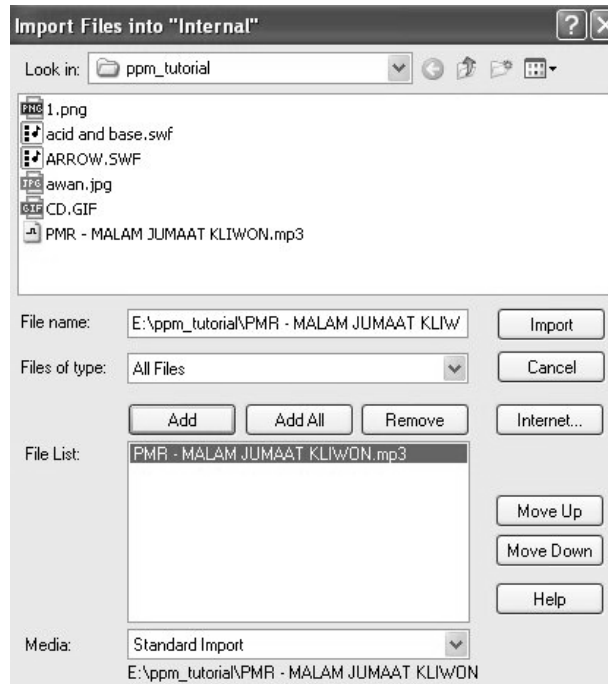 Import Files into "Internal"
Look in: ppm_tutorial
PNG 1.png
acid and base.swf
ARROW.SWF
JPG awan.jpg
GIF CD.GIF
PMR - MALAM JUMAAT KLIWON.mp3
File name: E:\ppm_tutorial\PMR - MALAM JUMAAT KLIW Import
Files of type: All Files Cancel
Add Add All Remove Internet...
File List: PMR - MALAM JUMAAT KLIWON.mp3
Move Up
Move Down
Help
Media: Standard Import
E:\ppm_tutorial\PMR - MALAM JUMAAT KLIWON